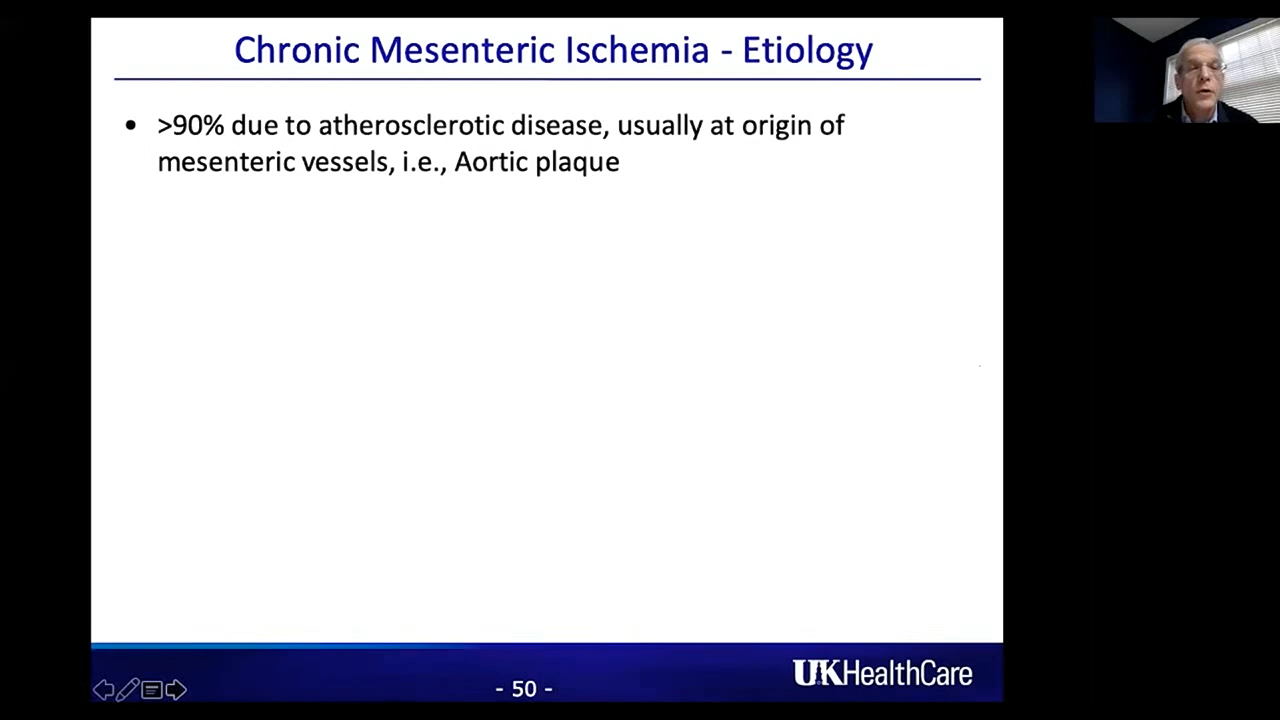 Chronic Mesenteric Ischemia - Etiology
• >90% due to atherosclerotic disease, usually at origin of
mesenteric vessels, i.e., Aortic plaque
- 50 -
UKHealthCare